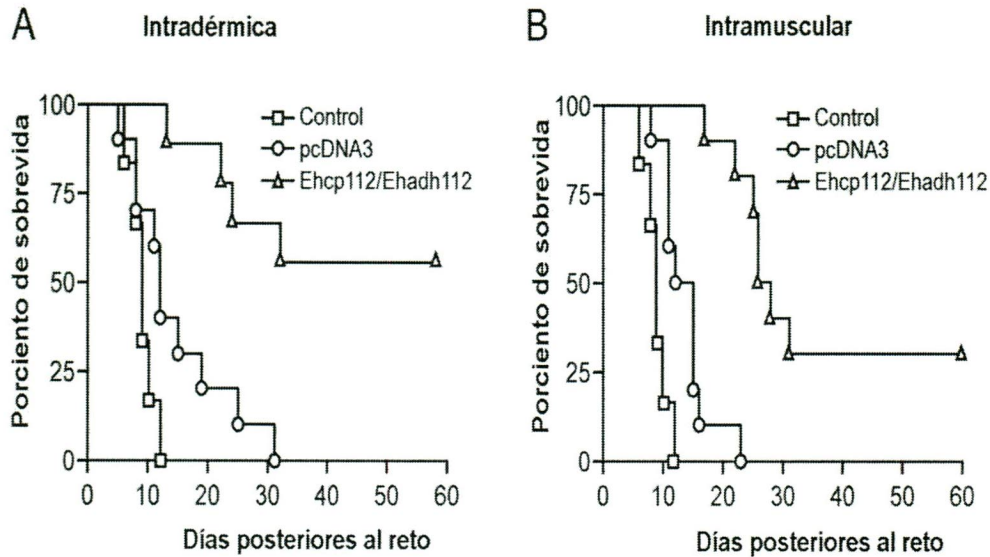 A
Intradérmica
Porciento de sobrevida
100
75
50
25
0
Control
pcDNA3
Ehcp112/Ehadh112
0 10 20 30 40 50 60
Días posteriores al reto
B
Intramuscular
Porciento de sobrevida
100
75
50
25
0
Control
pcDNA3
Ehcp112/Ehadh112
0 10 20 30 40 50 60
Días posteriores al reto